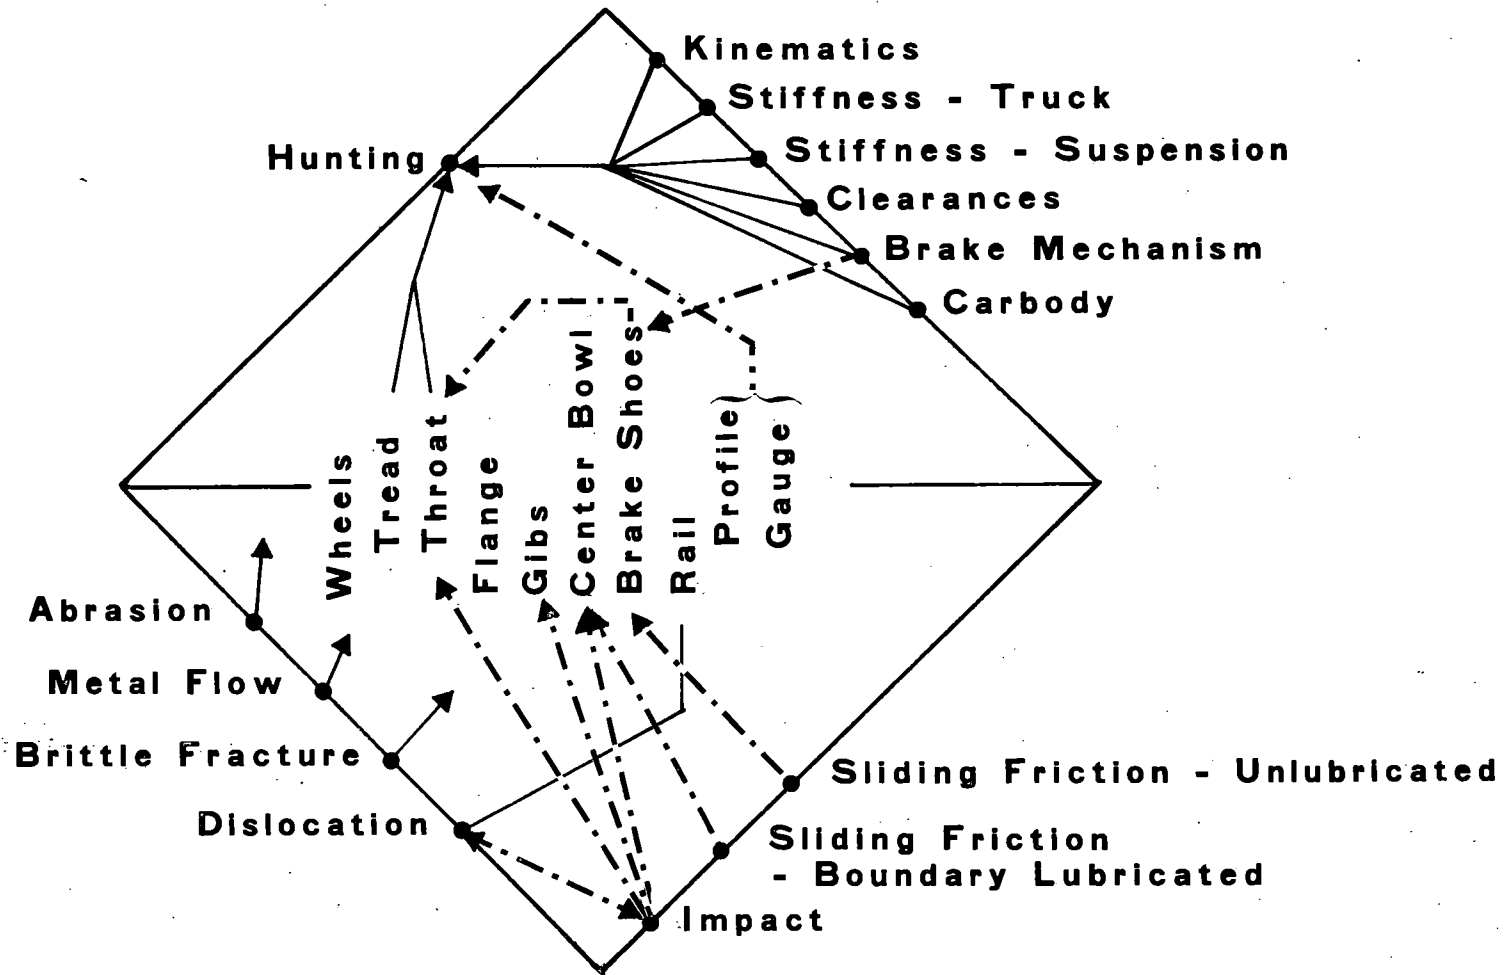 Kinematics
Stiffness - Truck
Hunting
Stiffness - Suspension
Clearances
Brake Mechanism
Carbody
Wheels
Tread
Throat
Flange
Gibs
Center Bowl
Brake Shoes-
Rail
Profile
Gauge
Abrasion
Metal Flow
Brittle Fracture
Dislocation
Sliding Friction - Unlubricated
Sliding Friction
- Boundary Lubricated
Impact